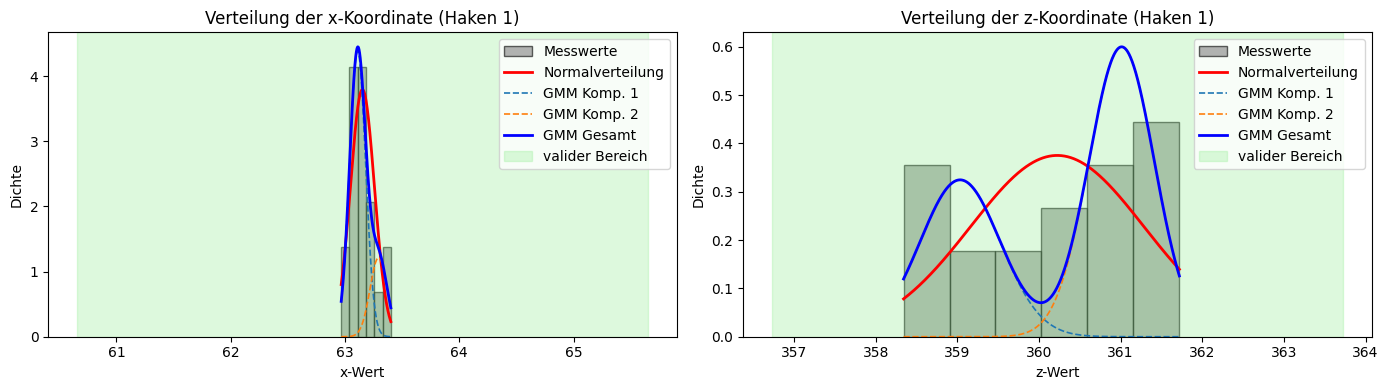 Verteilung der x-Koordinate (Haken 1)
Dichte
4
3
2
1
0
61 62 63 64 65
x-Wert
Messwerte
Normalverteilung
GMM Komp. 1
GMM Komp. 2
GMM Gesamt
valider Bereich
Verteilung der z-Koordinate (Haken 1)
Dichte
0.6
0.5
0.4
0.3
0.2
0.1
0.0
357 358 359 360 361 362 363 364
z-Wert
Messwerte
Normalverteilung
GMM Komp. 1
GMM Komp. 2
GMM Gesamt
valider Bereich